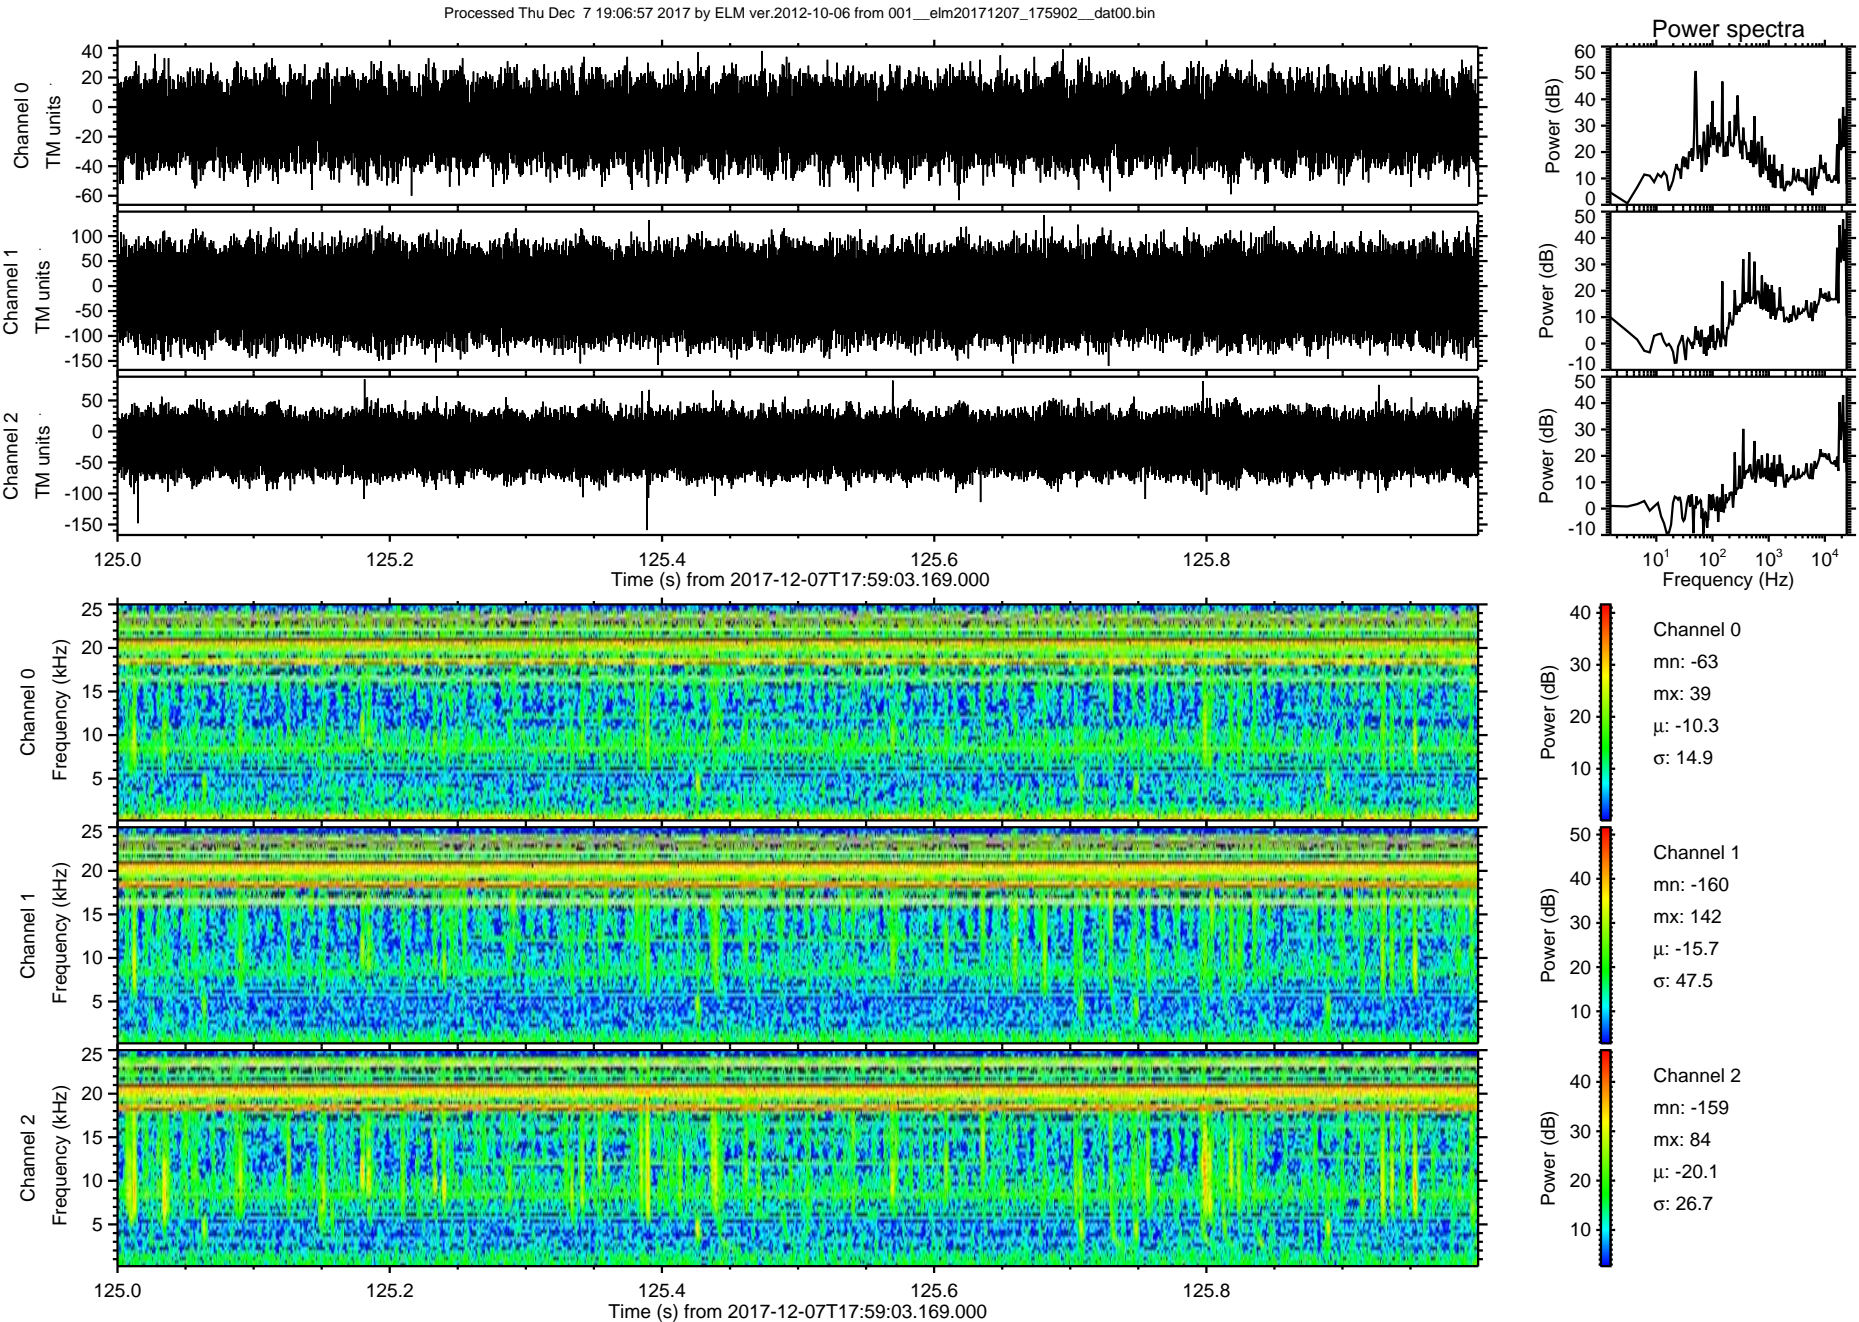 Processed Thu Dec  7 19:06:57 2017 by ELM ver.2012-10-06 from 001__elm20171207_175902__dat00.bin
Power spectra
Channel 0
TM units
40
20
0
-20
-40
-60
Power (dB)
60
50
40
30
20
10
0
Channel 1
TM units
100
50
0
-50
-100
-150
Power (dB)
50
40
30
20
10
0
-10
Channel 2
TM units
50
0
-50
-100
-150
Power (dB)
50
40
30
20
10
0
-10
125.0 125.2 125.4 125.6 125.8
Time (s) from 2017-12-07T17:59:03.169.000
10^1 10^2 10^3 10^4
Frequency (Hz)
Channel 0
Frequency (kHz)
25
20
15
10
5
Power (dB)
40
30
20
10
Channel 0
mn: -63
mx: 39
μ: -10.3
σ: 14.9
Channel 1
Frequency (kHz)
25
20
15
10
5
Power (dB)
50
40
30
20
10
Channel 1
mn: -160
mx: 142
μ: -15.7
σ: 47.5
Channel 2
Frequency (kHz)
25
20
15
10
5
Power (dB)
40
30
20
10
Channel 2
mn: -159
mx: 84
μ: -20.1
σ: 26.7
125.0 125.2 125.4 125.6 125.8
Time (s) from 2017-12-07T17:59:03.169.000